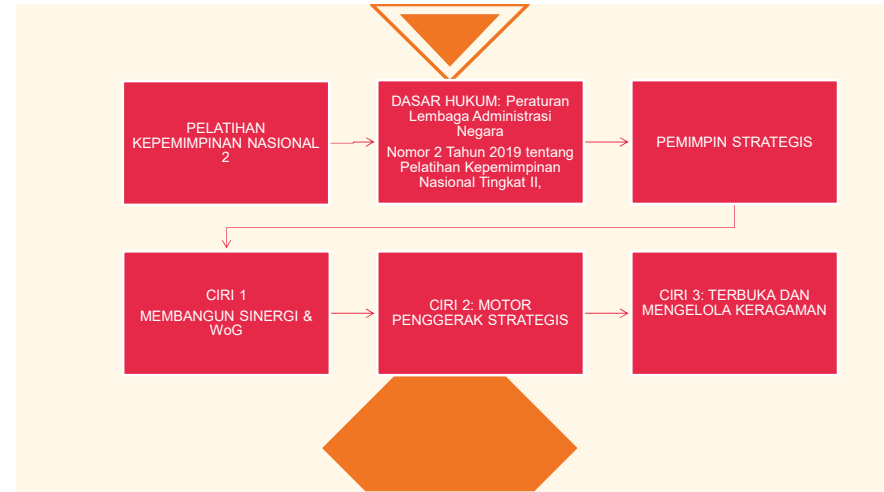 PELATIHAN
KEPEMIMPINAN NASIONAL
2
DASAR HUKUM: Peraturan
Lembaga Administrasi
Negara
Nomor 2 Tahun 2019 tentang
Pelatihan Kepemimpinan
Nasional Tingkat II,
PEMIMPIN STRATEGIS
CIRI 1
MEMBANGUN SINERGI &
WoG
CIRI 2: MOTOR
PENGGERAK STRATEGIS
CIRI 3: TERBUKA DAN
MENGELOLA KERAGAMAN